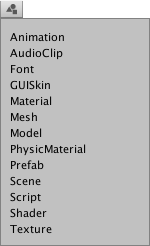 Animation
AudioClip
Font
GUISkin
Material
Mesh
Model
PhysicMaterial
Prefab
Scene
Script
Shader
Texture